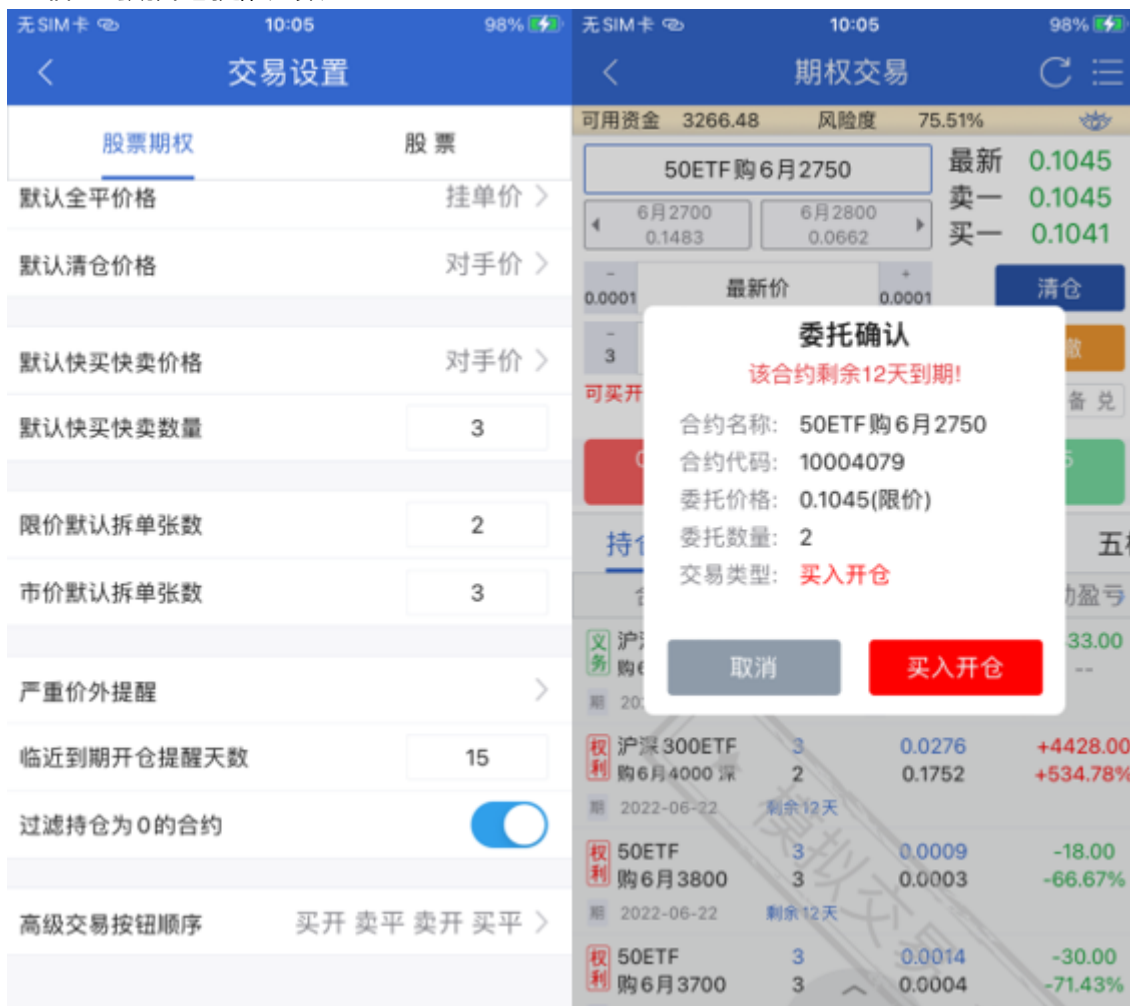 无SIM卡 10:05 98%
交易设置
股票期权 股 票
默认全平价格 挂单价
默认清仓价格 对手价
默认快买快卖价格 对手价
默认快买快卖数量 3
限价默认拆单张数 2
市价默认拆单张数 3
严重价外提醒
临近到期开仓提醒天数 15
过滤持仓为0的合约
高级交易按钮顺序 买开 卖平 卖开 买平
无SIM卡 10:05 98%
期权交易
可用资金 3266.48 风险度 75.51%
50ETF购6月2750
最新 0.1045
卖一 0.1045
买一 0.1041
6月2700 6月2800
0.1483 0.0662
- 最新价 +
0.0001 0.0001
清仓
-
3
撤
可买开
备 兑
委托确认
该合约剩余12天到期!
合约名称: 50ETF购6月2750
合约代码: 10004079
委托价格: 0.1045(限价)
委托数量: 2
交易类型: 买入开仓
取消 买入开仓
持仓
盈亏
义务 沪深 33.00
购6 --
期 20
权利 沪深300ETF 3 0.0276 +4428.00
购6月4000 深 2 0.1752 +534.78%
期 2022-06-22 剩余12天
权利 50ETF 3 0.0009 -18.00
购6月3800 3 0.0003 -66.67%
期 2022-06-22 剩余12天
权利 50ETF 3 0.0014 -30.00
购6月3700 3 0.0004 -71.43%
模拟交易